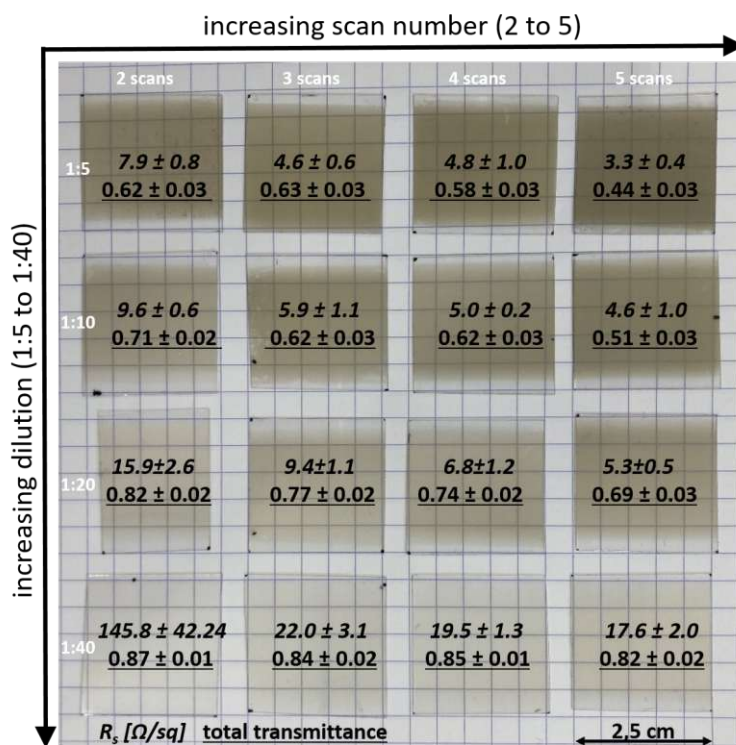 increasing scan number (2 to 5)
2 scans 3 scans 4 scans 5 scans
increasing dilution (1:5 to 1:40)
1:5
7.9 ± 0.8 4.6 ± 0.6 4.8 ± 1.0 3.3 ± 0.4
0.62 ± 0.03 0.63 ± 0.03 0.58 ± 0.03 0.44 ± 0.03
1:10
9.6 ± 0.6 5.9 ± 1.1 5.0 ± 0.2 4.6 ± 1.0
0.71 ± 0.02 0.62 ± 0.03 0.62 ± 0.03 0.51 ± 0.03
1:20
15.9±2.6 9.4±1.1 6.8±1.2 5.3±0.5
0.82 ± 0.02 0.77 ± 0.02 0.74 ± 0.02 0.69 ± 0.03
1:40
145.8 ± 42.24 22.0 ± 3.1 19.5 ± 1.3 17.6 ± 2.0
0.87 ± 0.01 0.84 ± 0.02 0.85 ± 0.01 0.82 ± 0.02
Rs [Ω/sq] total transmittance 2,5 cm